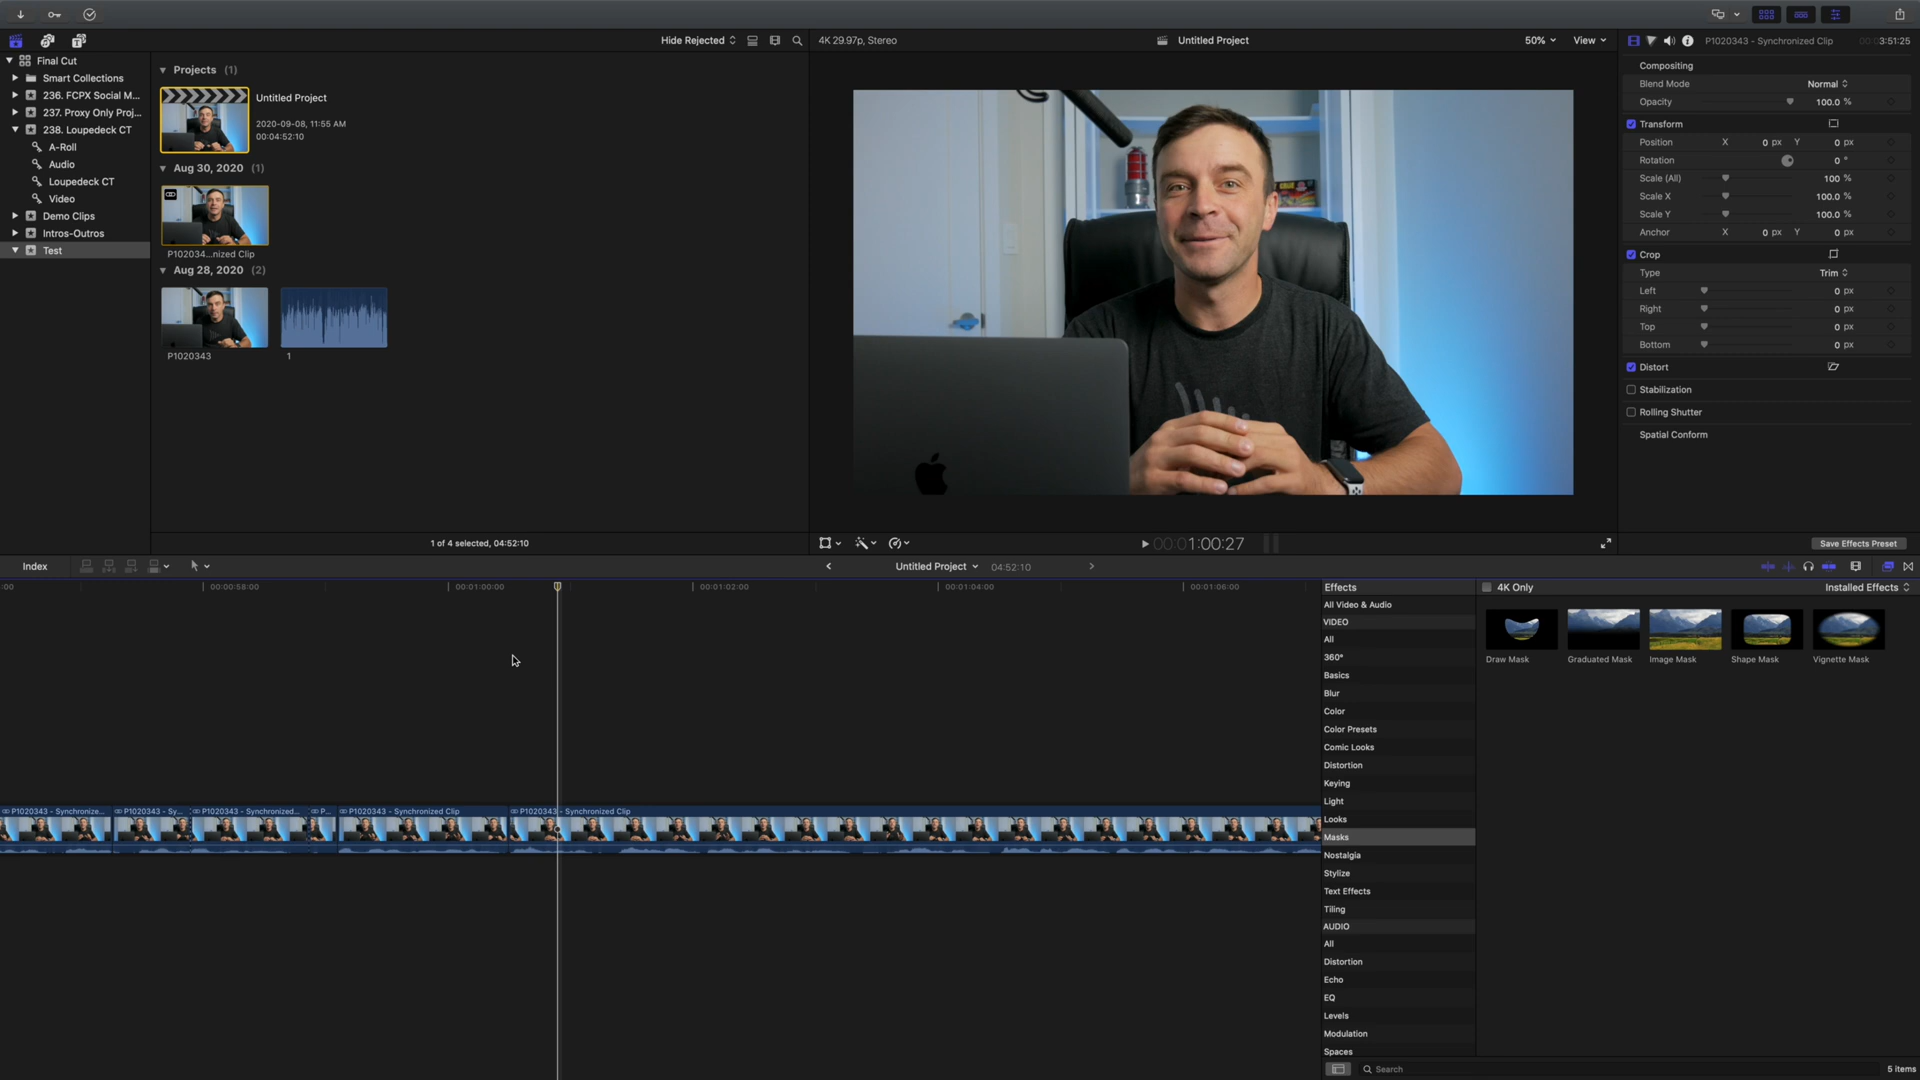 Hide Rejected
4K 29.97p, Stereo
Untitled Project
50%
View
P1020343 - Synchronized Clip
3:51:25
Final Cut
Smart Collections
236. FCPX Social M...
237. Proxy Only Proj...
238. Loupedeck CT
A-Roll
Audio
Loupedeck CT
Video
Demo Clips
Intros-Outros
Test
Projects (1)
Untitled Project
2020-09-08, 11:55 AM
00:04:52:10
Aug 30, 2020 (1)
P102034...nized Clip
Aug 28, 2020 (2)
P1020343
1
1 of 4 selected, 04:52:10
00:01:00:27
Compositing
Blend Mode Normal
Opacity 100.0 %
Transform
Position X 0 px Y 0 px
Rotation 0 °
Scale (All) 100 %
Scale X 100.0 %
Scale Y 100.0 %
Anchor X 0 px Y 0 px
Crop
Type Trim
Left 0 px
Right 0 px
Top 0 px
Bottom 0 px
Distort
Stabilization
Rolling Shutter
Spatial Conform
Save Effects Preset
Index
Untitled Project 04:52:10
:00
00:00:58:00
00:01:00:00
00:01:02:00
00:01:04:00
00:01:06:00
P1020343 - Synchronize...
P1020343 - Sy...
P1020343 - Synchronized...
P...
P1020343 - Synchronized Clip
P1020343 - Synchronized Clip
Effects
All Video & Audio
VIDEO
All
360°
Basics
Blur
Color
Color Presets
Comic Looks
Distortion
Keying
Light
Looks
Masks
Nostalgia
Stylize
Text Effects
Tiling
AUDIO
All
Distortion
Echo
EQ
Levels
Modulation
Spaces
4K Only
Installed Effects
Draw Mask
Graduated Mask
Image Mask
Shape Mask
Vignette Mask
Search
5 items